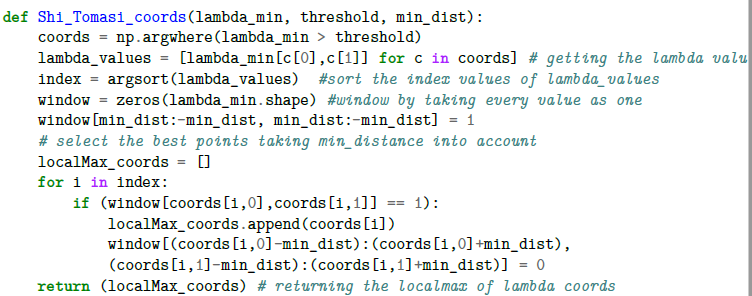 def Shi_Tomasi_coords(lambda_min, threshold, min_dist):
    coords = np.argwhere(lambda_min > threshold)
    lambda_values = [lambda_min[c[0],c[1]] for c in coords] # getting the lambda valu
    index = argsort(lambda_values)  #sort the index values of lambda_values
    window = zeros(lambda_min.shape) #window by taking every value as one
    window[min_dist:-min_dist, min_dist:-min_dist] = 1
    # select the best points taking min_distance into account
    localMax_coords = []
    for i in index:
        if (window[coords[i,0],coords[i,1]] == 1):
            localMax_coords.append(coords[i])
            window[(coords[i,0]-min_dist):(coords[i,0]+min_dist),
            (coords[i,1]-min_dist):(coords[i,1]+min_dist)] = 0
    return (localMax_coords) # returning the localmax of lambda coords